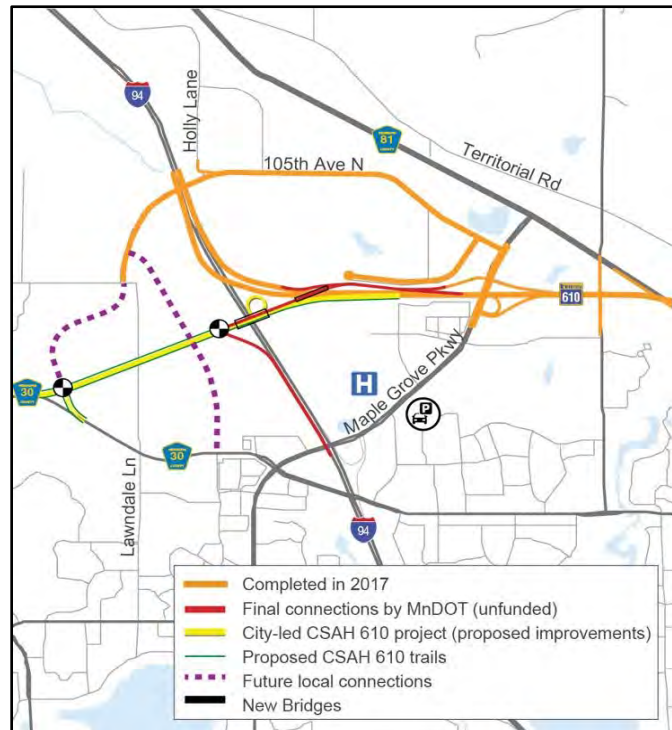 94
Holly Lane
81
105th Ave N
Territorial Rd
610
Maple Grove Pkwy
H
P
30
30
Lawndale Ln
94
Completed in 2017
Final connections by MnDOT (unfunded)
City-led CSAH 610 project (proposed improvements)
Proposed CSAH 610 trails
Future local connections
New Bridges